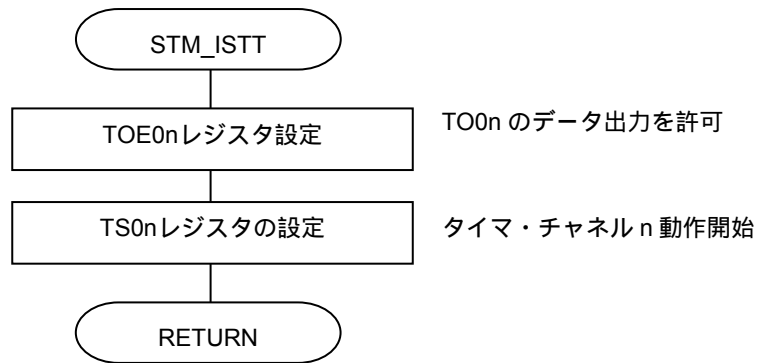 STM_ISTT
TOE0nレジスタ設定
TO0n のデータ出力を許可
TS0nレジスタの設定
タイマ・チャネル n 動作開始
RETURN